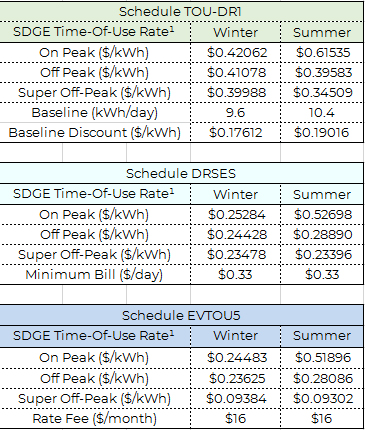 Schedule TOU-DR1
SDGE Time-Of-Use Rate¹ Winter Summer
On Peak ($/kWh) $0.42062 $0.61535
Off Peak ($/kWh) $0.41078 $0.39583
Super Off-Peak ($/kWh) $0.39988 $0.34509
Baseline (kWh/day) 9.6 10.4
Baseline Discount ($/kWh) $0.17612 $0.19016
Schedule DRSES
SDGE Time-Of-Use Rate¹ Winter Summer
On Peak ($/kWh) $0.25284 $0.52698
Off Peak ($/kWh) $0.24428 $0.28890
Super Off-Peak ($/kWh) $0.23478 $0.23396
Minimum Bill ($/day) $0.33 $0.33
Schedule EVTOU5
SDGE Time-Of-Use Rate¹ Winter Summer
On Peak ($/kWh) $0.24483 $0.51896
Off Peak ($/kWh) $0.23625 $0.28086
Super Off-Peak ($/kWh) $0.09384 $0.09302
Rate Fee ($/month) $16 $16